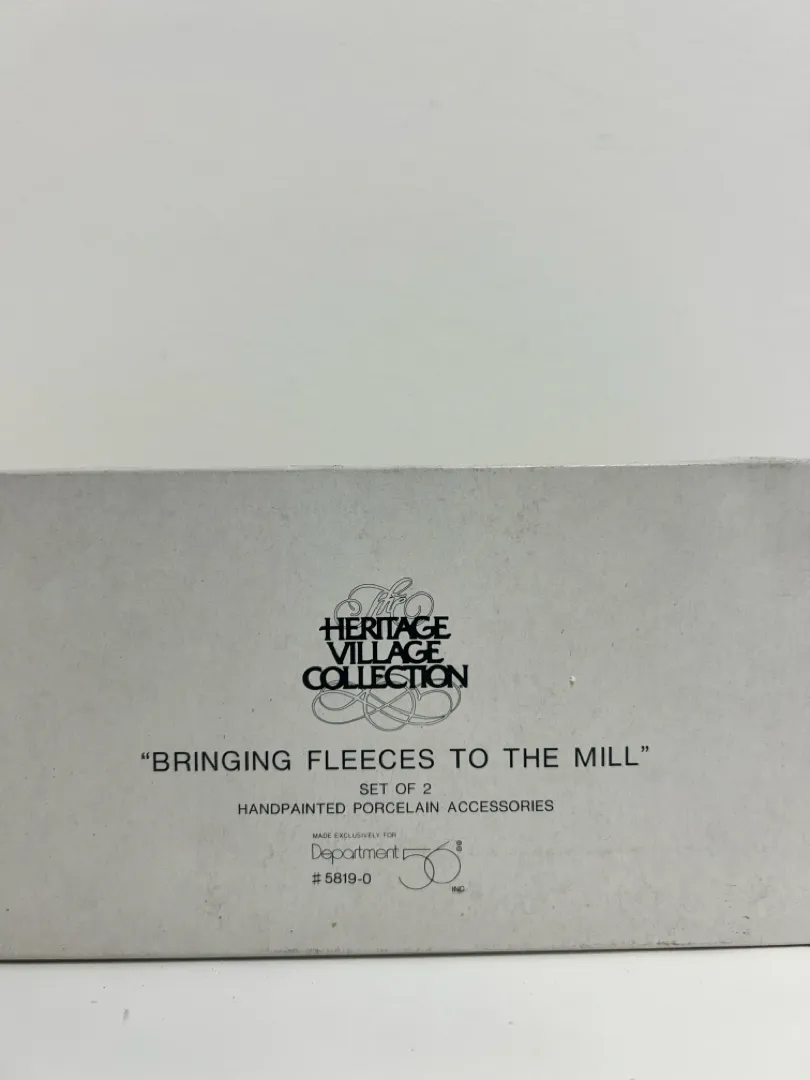 The
HERITAGE
VILLAGE
COLLECTION
“BRINGING FLEECES TO THE MILL”
SET OF 2
HANDPAINTED PORCELAIN ACCESSORIES
MADE EXCLUSIVELY FOR
Department 56®
#5819-0
INC.